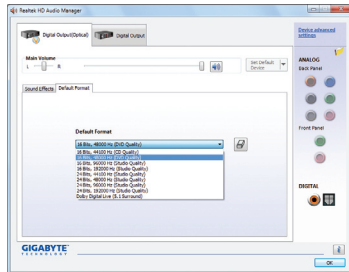 Realtek HD Audio Manager
Digital Output(Optical)
Digital Output
Device advanced
settings
Main Volume
L
R
Set Default
Device
ANALOG
Back Panel
Sound Effects
Default Format
Default Format
16 Bits, 48000 Hz (DVD Quality)
16 Bits, 44100 Hz (CD Quality)
16 Bits, 48000 Hz (DVD Quality)
16 Bits, 96000 Hz (Studio Quality)
16 Bits, 192000 Hz (Studio Quality)
24 Bits, 44100 Hz (Studio Quality)
24 Bits, 48000 Hz (Studio Quality)
24 Bits, 96000 Hz (Studio Quality)
24 Bits, 192000 Hz (Studio Quality)
Dolby Digital Live (5.1 Surround)
Front Panel
DIGITAL
GIGABYTE
TECHNOLOGY
i
OK